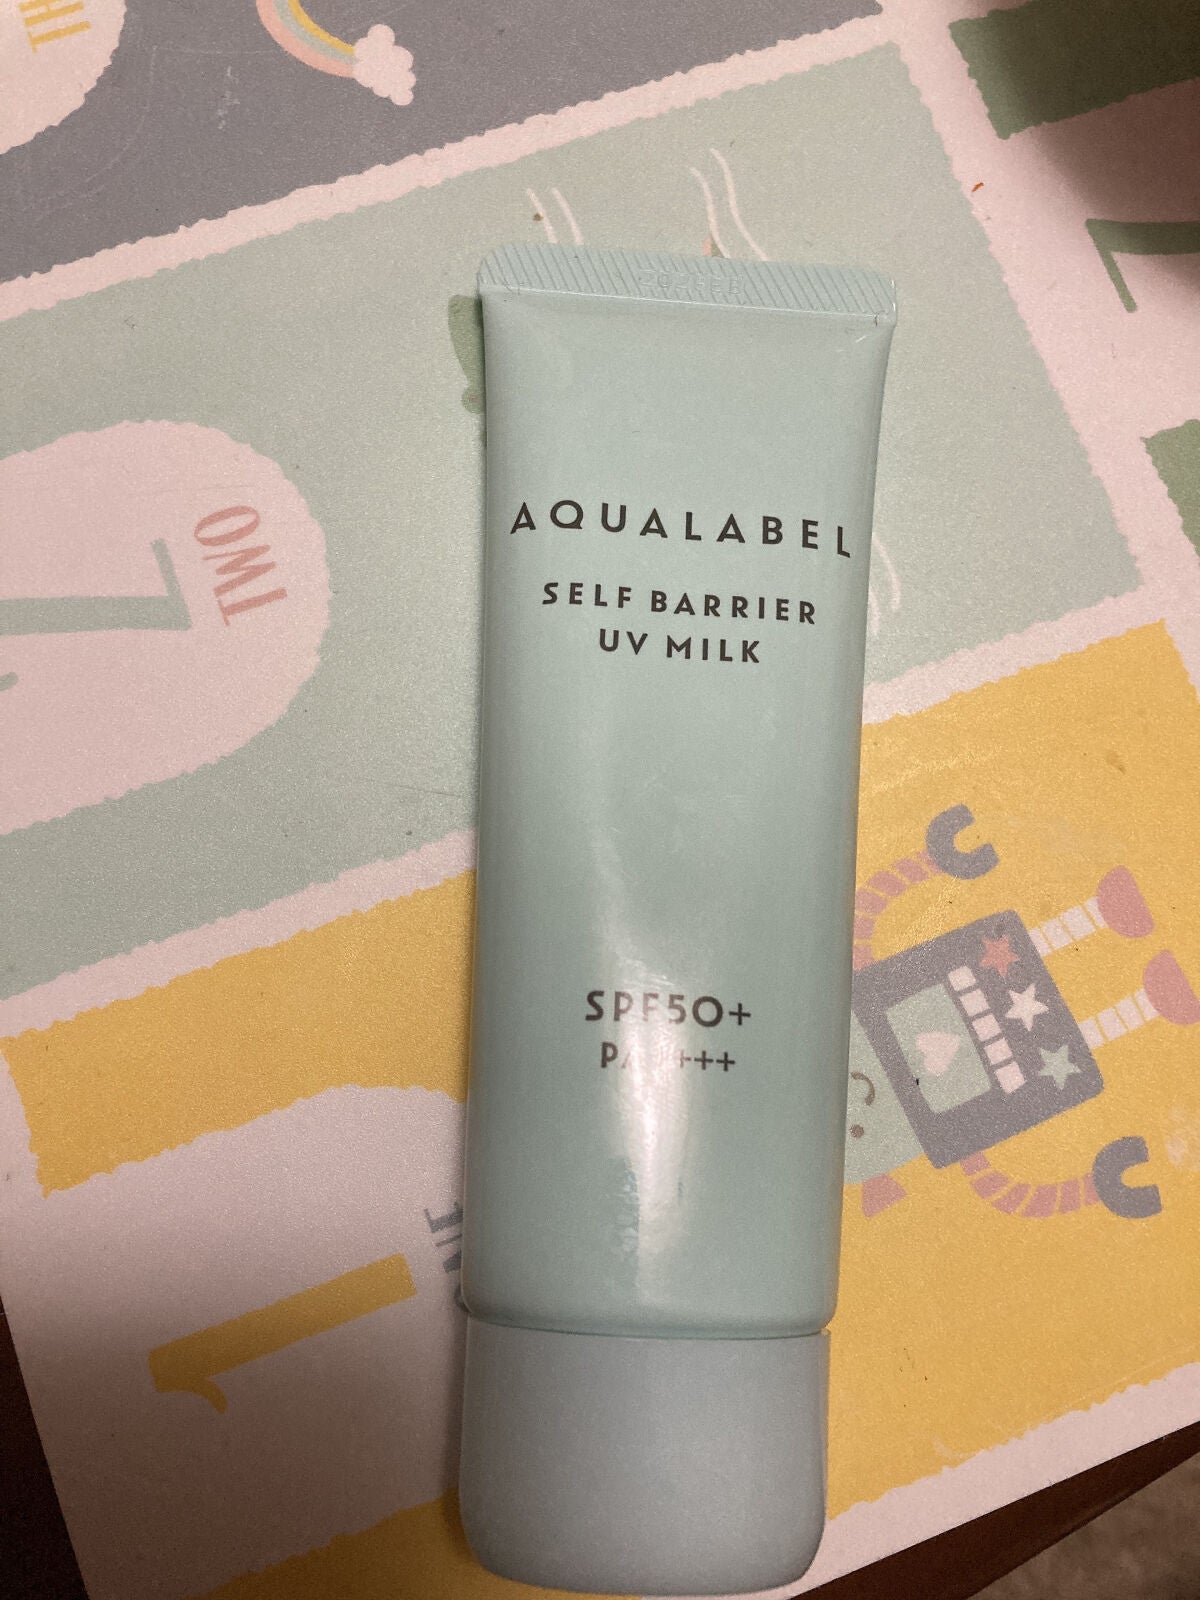 AQUALABEL
SELF BARRIER
UV MILK
SPF50+
TWO